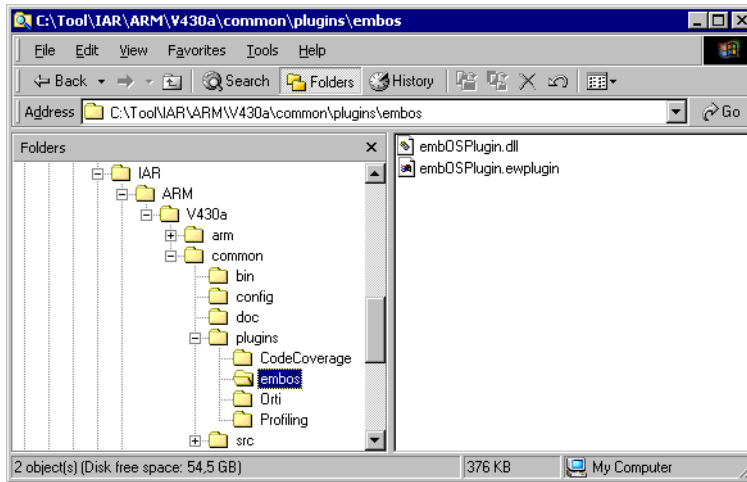 C:\Tool\IAR\ARM\V430a\common\plugins\embos
File Edit View Favorites Tools Help
Back Search Folders History
Address C:\Tool\IAR\ARM\V430a\common\plugins\embos Go
Folders
IAR
ARM
V430a
arm
common
bin
config
doc
plugins
CodeCoverage
embos
Orti
Profiling
src
embOSPlugin.dll
embOSPlugin.ewplugin
2 object(s) (Disk free space: 54,5 GB) 376 KB My Computer